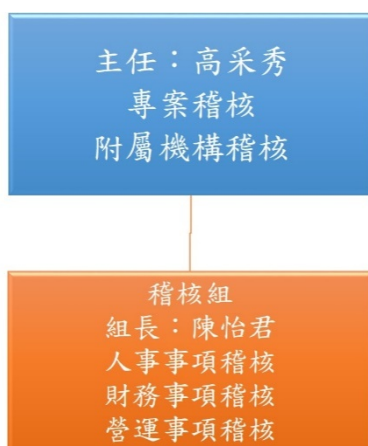 主任：高采秀
專案稽核
附屬機構稽核
稽核組
組長：陳怡君
人事事項稽核
財務事項稽核
營運事項稽核